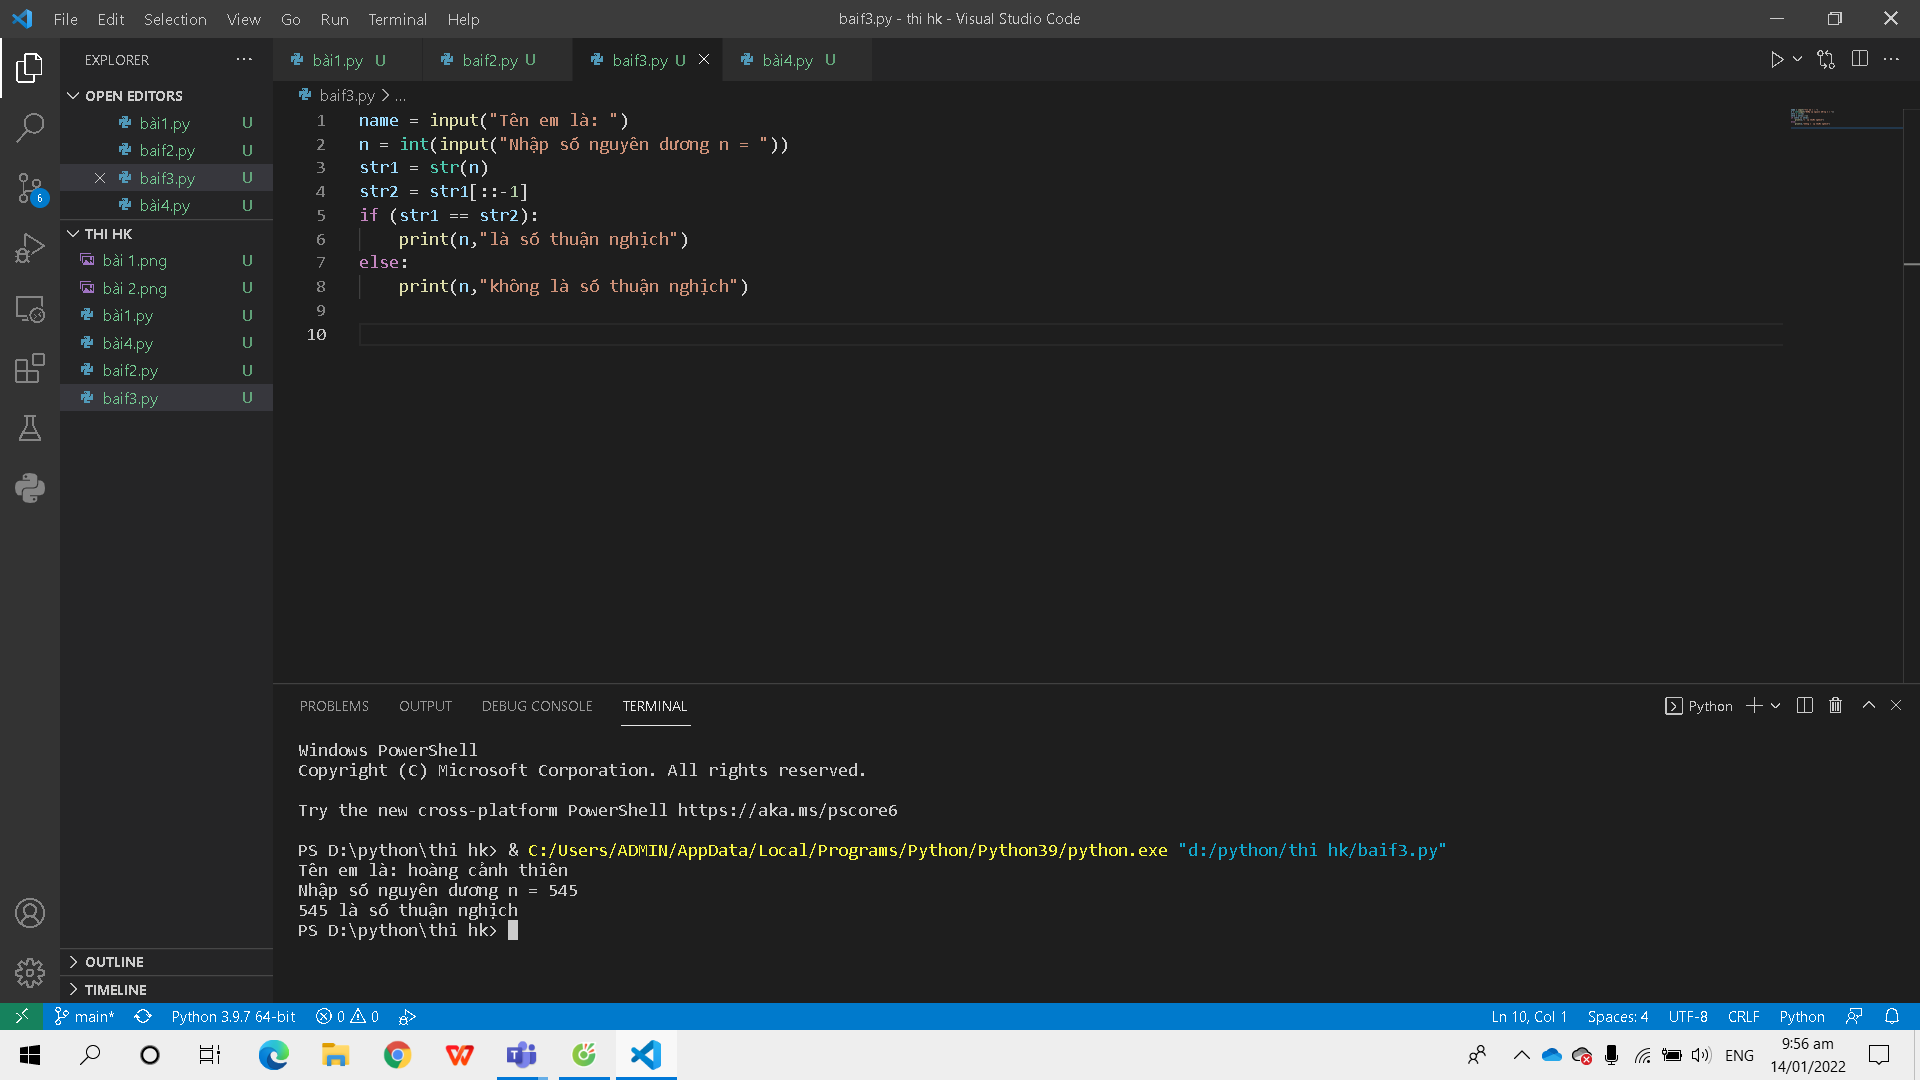 File Edit Selection View Go Run Terminal Help
baif3.py - thi hk - Visual Studio Code
EXPLORER
OPEN EDITORS
bài1.py U
baif2.py U
baif3.py U
bài4.py U
THI HK
bài 1.png U
bài 2.png U
bài1.py U
bài4.py U
baif2.py U
baif3.py U
OUTLINE
TIMELINE
6
bài1.py U baif2.py U baif3.py U bài4.py U
baif3.py > ...
1 name = input("Tên em là: ")
2 n = int(input("Nhập số nguyên dương n = "))
3 str1 = str(n)
4 str2 = str1[::-1]
5 if (str1 == str2):
6 print(n,"là số thuận nghịch")
7 else:
8 print(n,"không là số thuận nghịch")
9
10
PROBLEMS OUTPUT DEBUG CONSOLE TERMINAL
Python
Windows PowerShell
Copyright (C) Microsoft Corporation. All rights reserved.
Try the new cross-platform PowerShell https://aka.ms/pscore6
PS D:\python\thi hk> & C:/Users/ADMIN/AppData/Local/Programs/Python/Python39/python.exe "d:/python/thi hk/baif3.py"
Tên em là: hoàng cảnh thiên
Nhập số nguyên dương n = 545
545 là số thuận nghịch
PS D:\python\thi hk>
main* Python 3.9.7 64-bit 0 0
Ln 10, Col 1 Spaces: 4 UTF-8 CRLF Python
ENG
9:56 am
14/01/2022